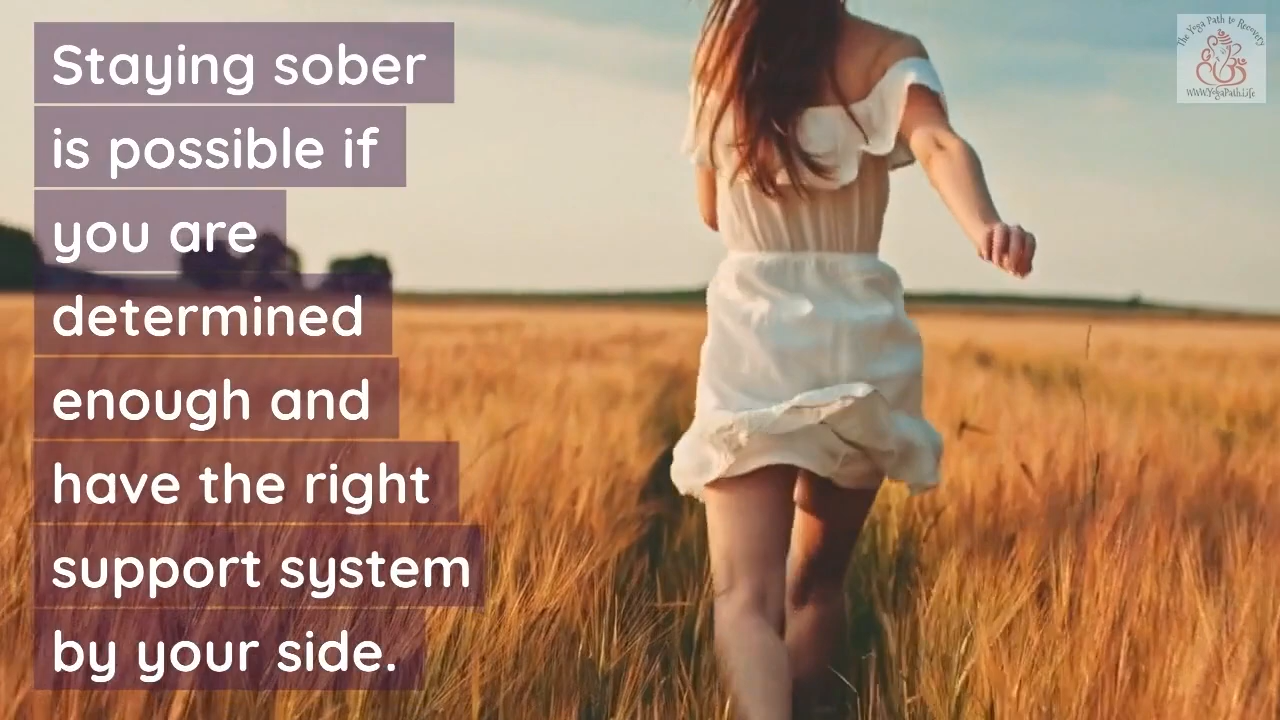 Staying sober
is possible if
you are
determined
enough and
have the right
support system
by your side.
The Yoga Path to Recovery
WWW.YogaPath.Life